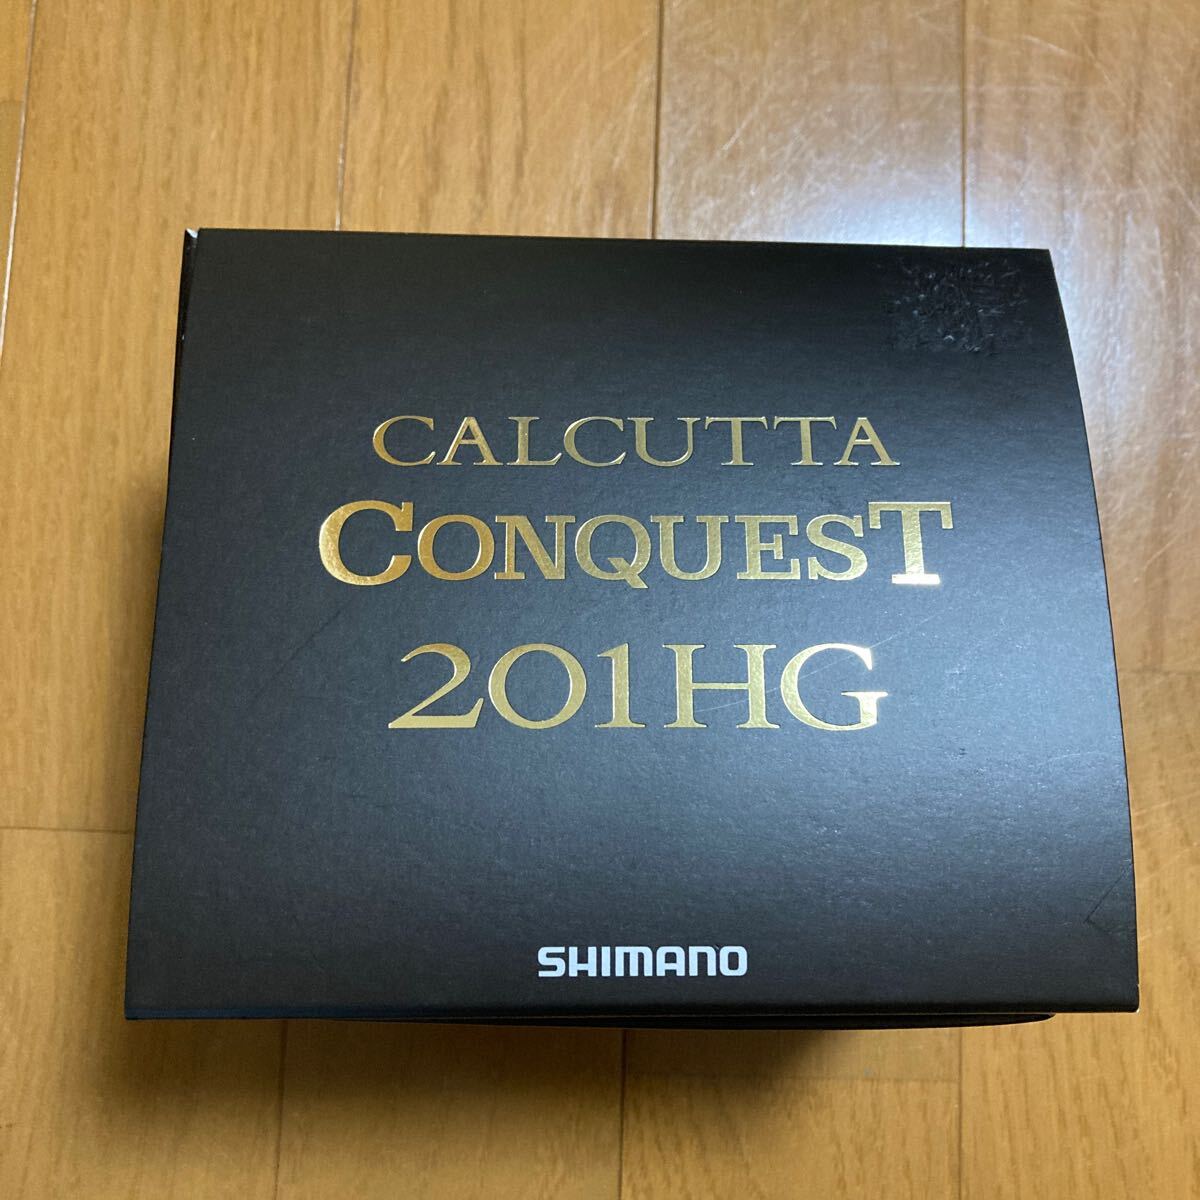 CALCUTTA
CONQUEST
201HG
SHIMANO